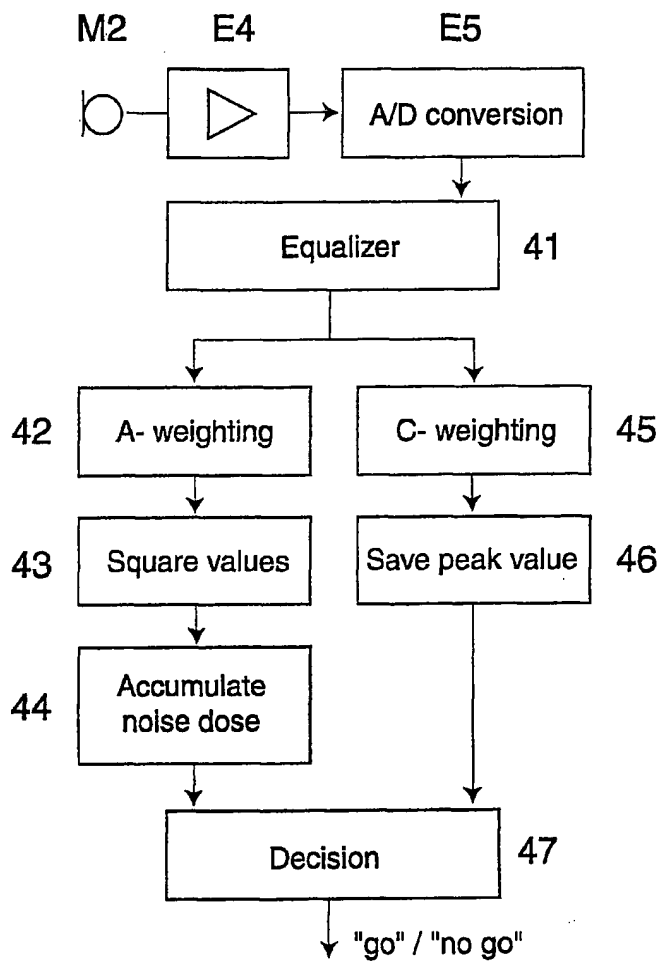 M2 E4 E5
A/D conversion
Equalizer 41
42 A- weighting C- weighting 45
43 Square values Save peak value 46
44 Accumulate
noise dose
Decision 47
"go" / "no go"